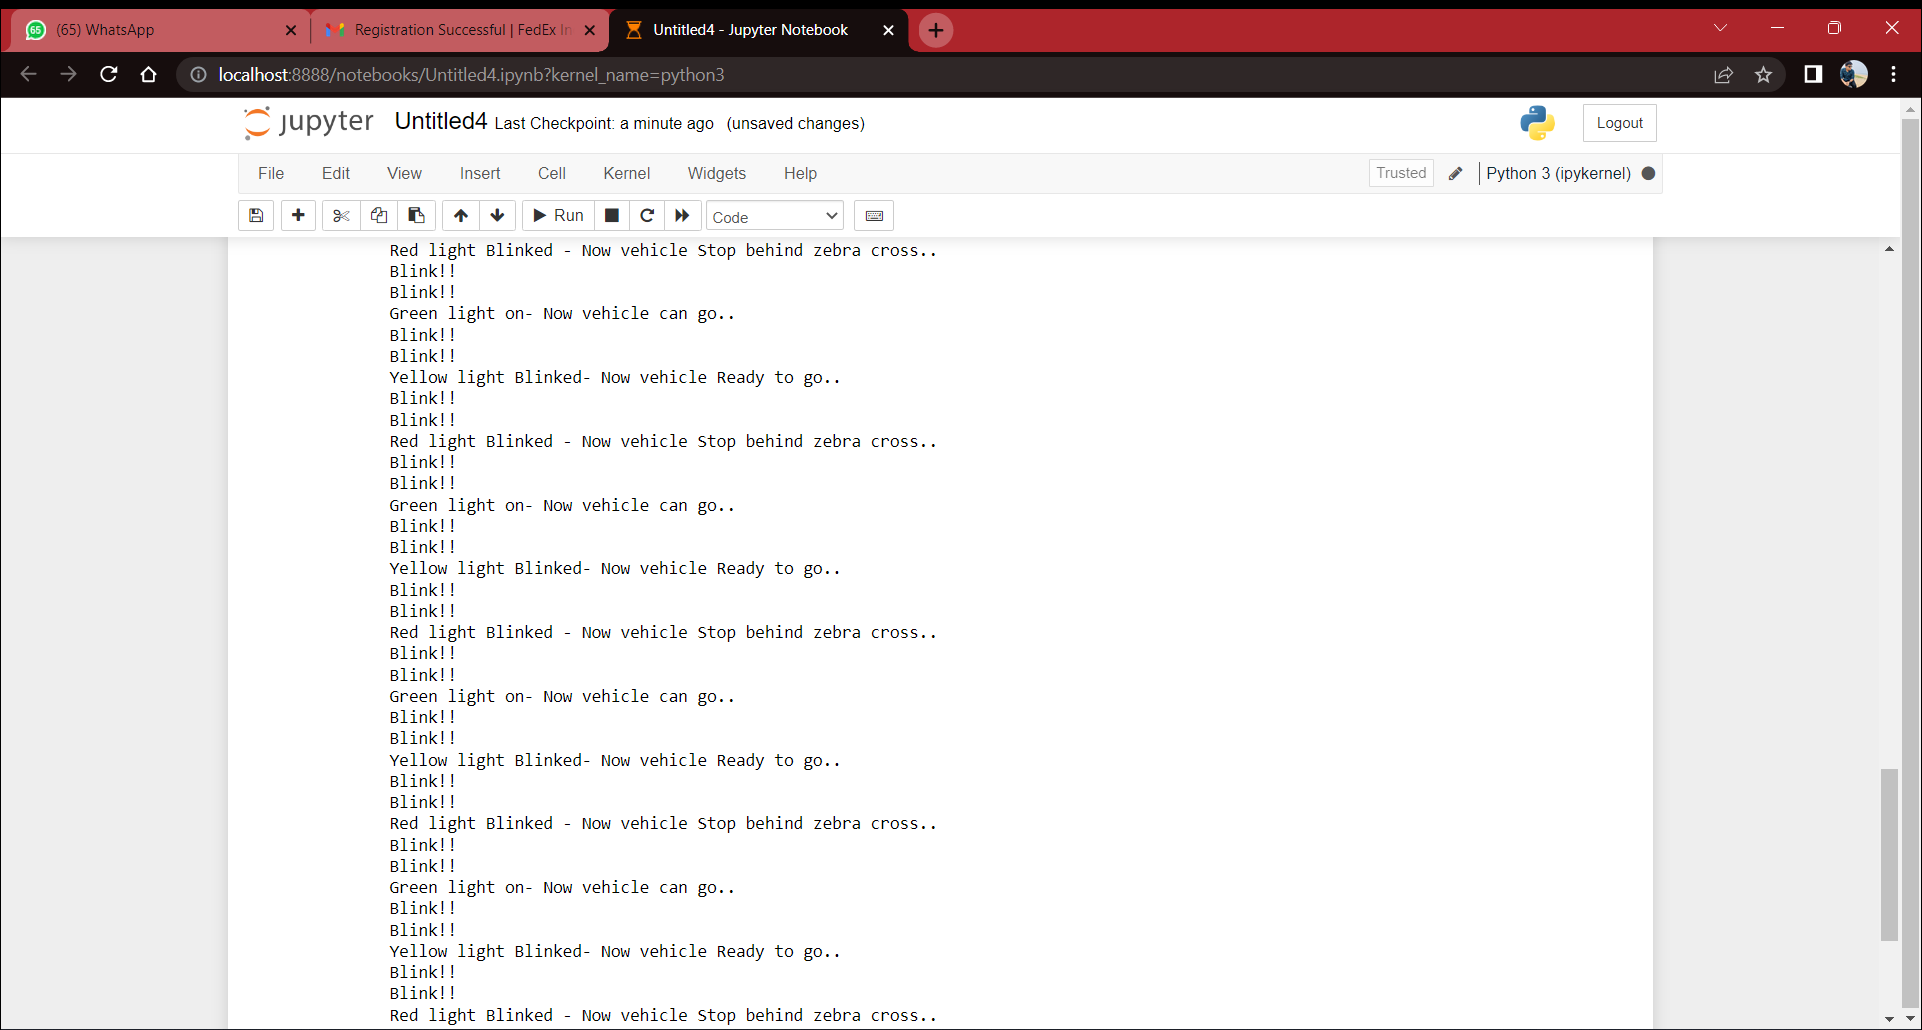 65 (65) WhatsApp
Registration Successful | FedEx In
Untitled4 - Jupyter Notebook
localhost:8888/notebooks/Untitled4.ipynb?kernel_name=python3
jupyter Untitled4 Last Checkpoint: a minute ago (unsaved changes)
Logout
File Edit View Insert Cell Kernel Widgets Help
Trusted Python 3 (ipykernel)
Run Code
Red light Blinked - Now vehicle Stop behind zebra cross..
Blink!!
Blink!!
Green light on- Now vehicle can go..
Blink!!
Blink!!
Yellow light Blinked- Now vehicle Ready to go..
Blink!!
Blink!!
Red light Blinked - Now vehicle Stop behind zebra cross..
Blink!!
Blink!!
Green light on- Now vehicle can go..
Blink!!
Blink!!
Yellow light Blinked- Now vehicle Ready to go..
Blink!!
Blink!!
Red light Blinked - Now vehicle Stop behind zebra cross..
Blink!!
Blink!!
Green light on- Now vehicle can go..
Blink!!
Blink!!
Yellow light Blinked- Now vehicle Ready to go..
Blink!!
Blink!!
Red light Blinked - Now vehicle Stop behind zebra cross..
Blink!!
Blink!!
Green light on- Now vehicle can go..
Blink!!
Blink!!
Yellow light Blinked- Now vehicle Ready to go..
Blink!!
Blink!!
Red light Blinked - Now vehicle Stop behind zebra cross..